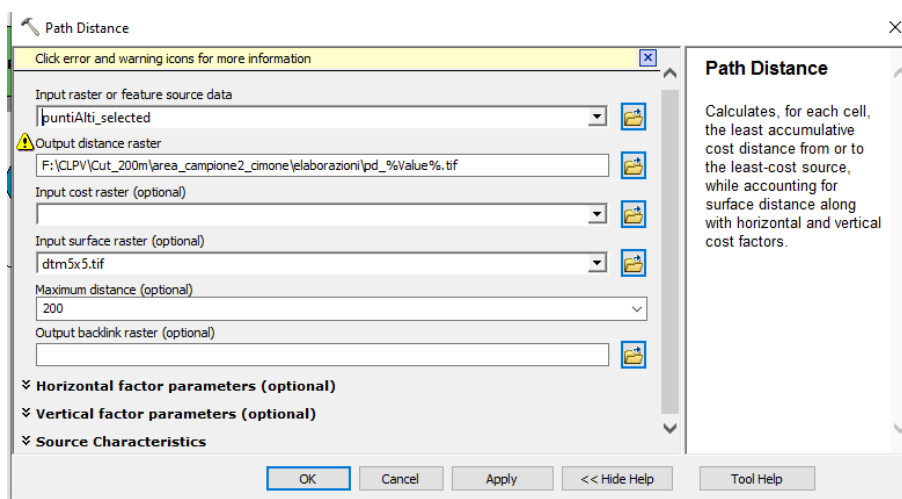 Path Distance
Click error and warning icons for more information
Input raster or feature source data
puntiAlti_selected
Output distance raster
F:\CLPV\Cut_200m\area_campione2_cimone\elaborazioni\pd_%Value%.tif
Input cost raster (optional)
Input surface raster (optional)
dtm5x5.tif
Maximum distance (optional)
200
Output backlink raster (optional)
Horizontal factor parameters (optional)
Vertical factor parameters (optional)
Source Characteristics
OK Cancel Apply << Hide Help Tool Help
Path Distance
Calculates, for each cell,
the least accumulative
cost distance from or to
the least-cost source,
while accounting for
surface distance along
with horizontal and vertical
cost factors.